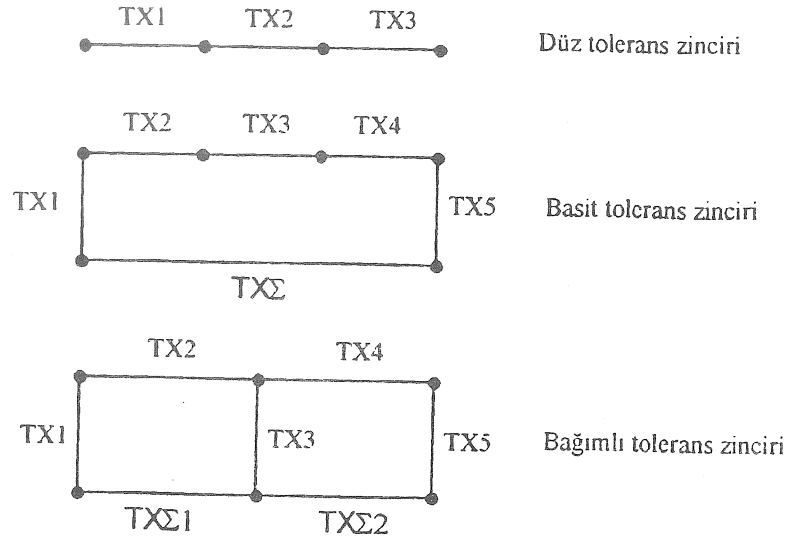 TX1 TX2 TX3
Düz tolerans zinciri
TX2 TX3 TX4
TX1
TX5
Basit tolerans zinciri
TXΣ
TX2 TX4
TX1 TX3 TX5
Bağımlı tolerans zinciri
TXΣ1 TXΣ2